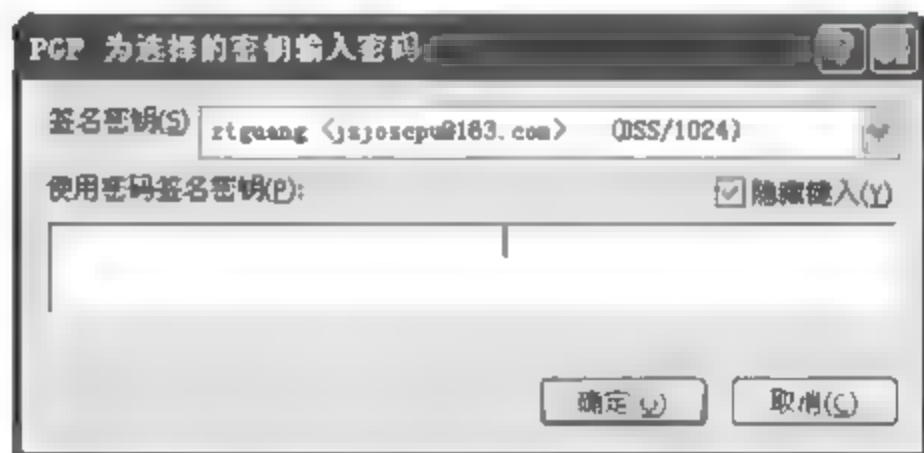 PGP 为选择的密钥输入密码
签名密钥(S) ztguang <jsjoscpu@163.com> (DSS/1024)
使用密码签名密钥(P): 隐藏键入(Y)
确定(O) 取消(C)